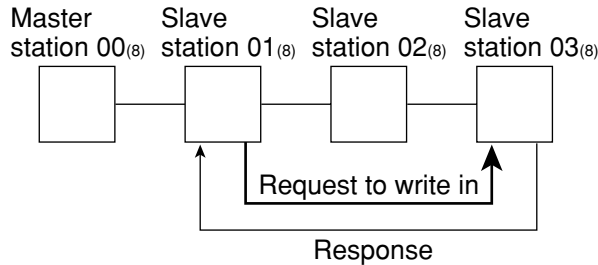 Master
station 00(8)
Slave
station 01(8)
Slave
station 02(8)
Slave
station 03(8)
Request to write in
Response